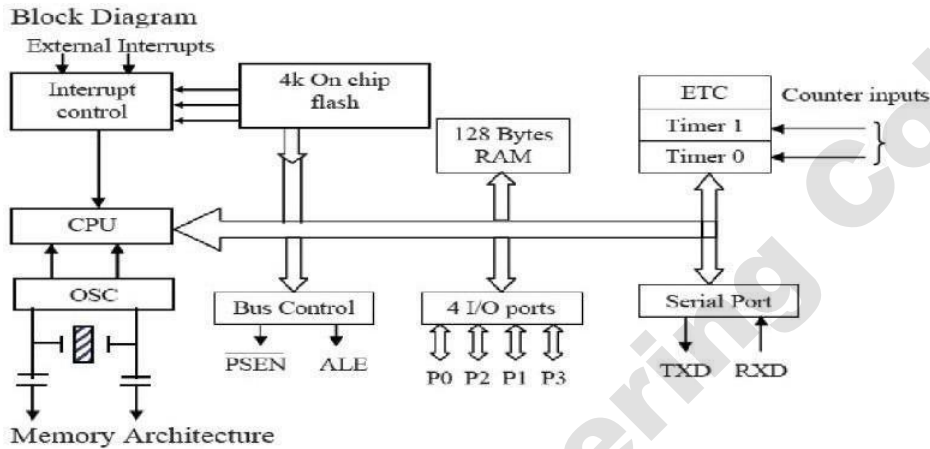 Block Diagram
External Interrupts
Interrupt
control
4k On chip
flash
128 Bytes
RAM
ETC
Timer 1
Timer 0
Counter inputs
CPU
OSC
Bus Control
PSEN
ALE
4 I/O ports
P0 P2 P1 P3
Serial Port
TXD RXD
Memory Architecture
ering Co